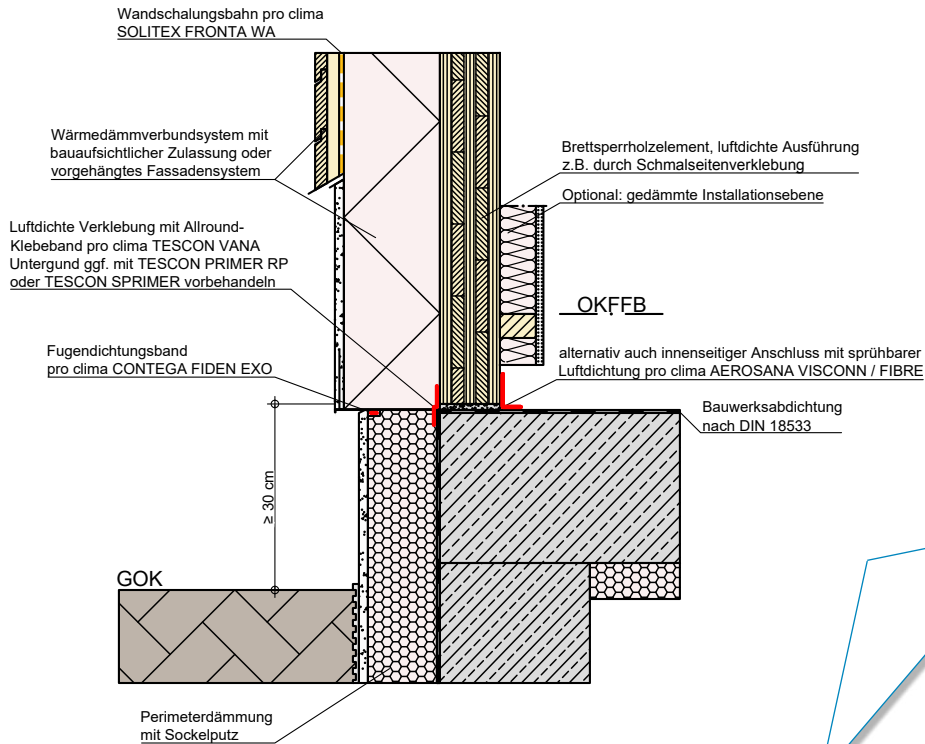 Wandschalungsbahn pro clima
SOLITEX FRONTA WA
Wärmedämmverbundsystem mit
bauaufsichtlicher Zulassung oder
vorgehängtes Fassadensystem
Brettsperrholzelement, luftdichte Ausführung
z.B. durch Schmalseitenverklebung
Optional: gedämmte Installationsebene
Luftdichte Verklebung mit Allround-
Klebeband pro clima TESCON VANA
Untergund ggf. mit TESCON PRIMER RP
oder TESCON SPRIMER vorbehandeln
OKFFB
Fugendichtungsband
pro clima CONTEGA FIDEN EXO
alternativ auch innenseitiger Anschluss mit sprühbarer
Luftdichtung pro clima AEROSANA VISCONN / FIBRE
Bauwerksabdichtung
nach DIN 18533
≥ 30 cm
GOK
Perimeterdämmung
mit Sockelputz